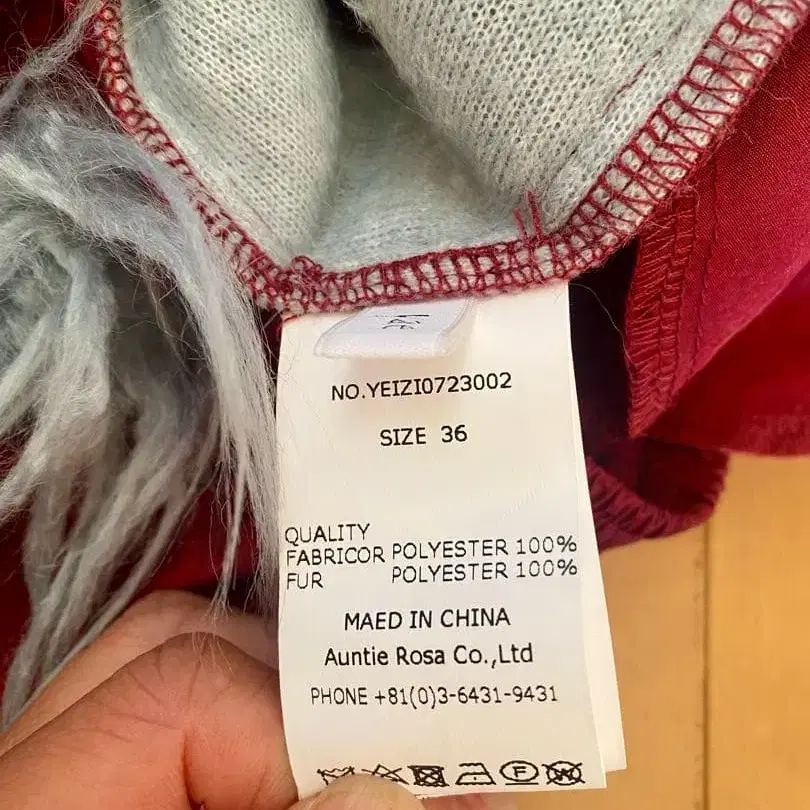 NO.YEIZI0723002
SIZE 36
QUALITY
FABRICOR POLYESTER 100%
FUR POLYESTER 100%
MAED IN CHINA
Auntie Rosa Co.,Ltd
PHONE +81(0)3-6431-9431